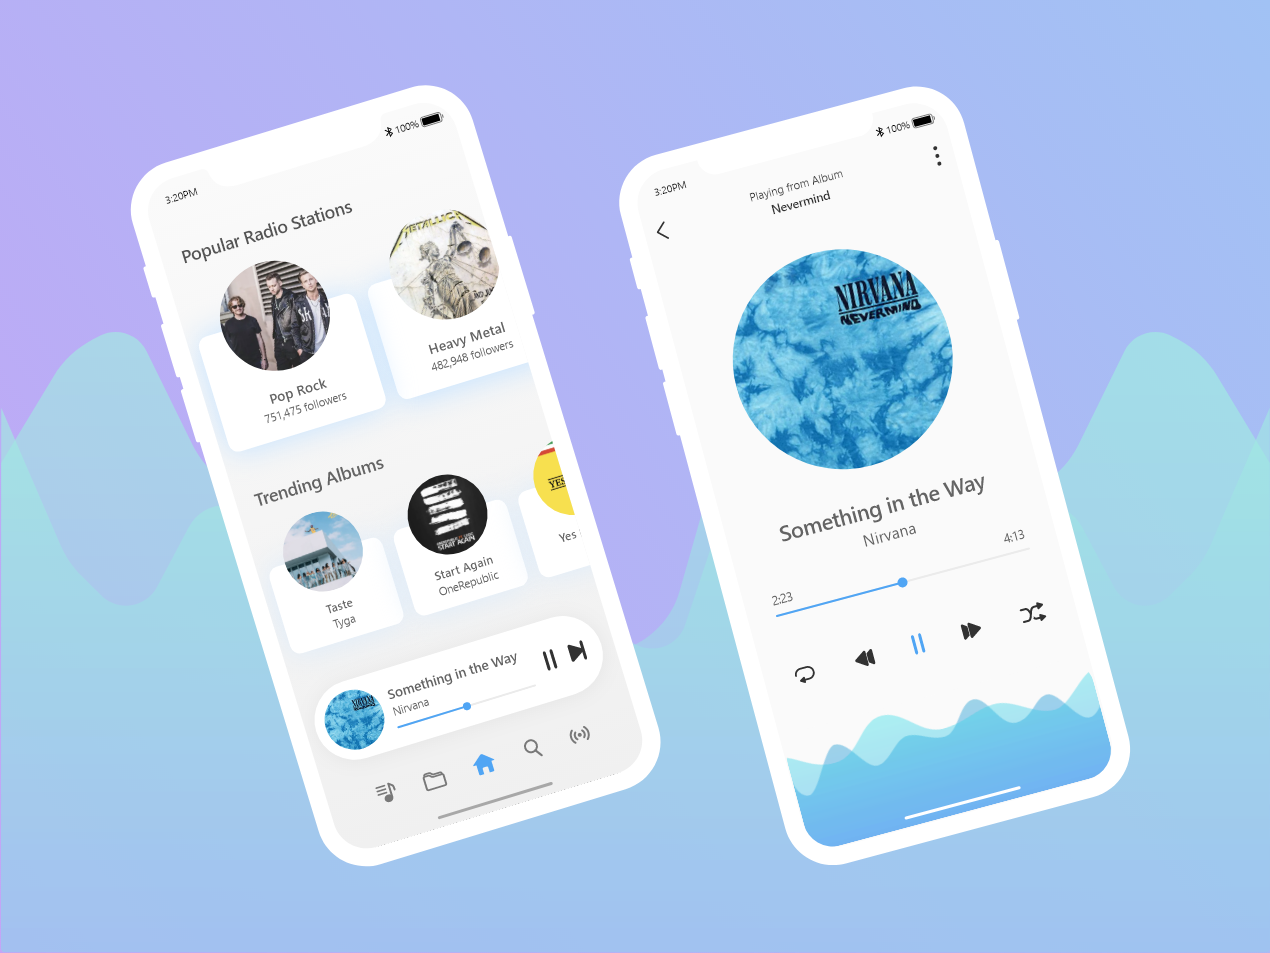 3:20PM
100%
Popular Radio Stations
METALLICA
Pop Rock
751,475 followers
Heavy Metal
482,948 followers
Trending Albums
YES
START AGAIN
Taste
Tyga
Start Again
OneRepublic
Yes
Something in the Way
Nirvana
NIRVANA
3:20PM
100%
Playing from Album
Nevermind
NIRVANA
NEVERMIND
Something in the Way
Nirvana
2:23
4:13